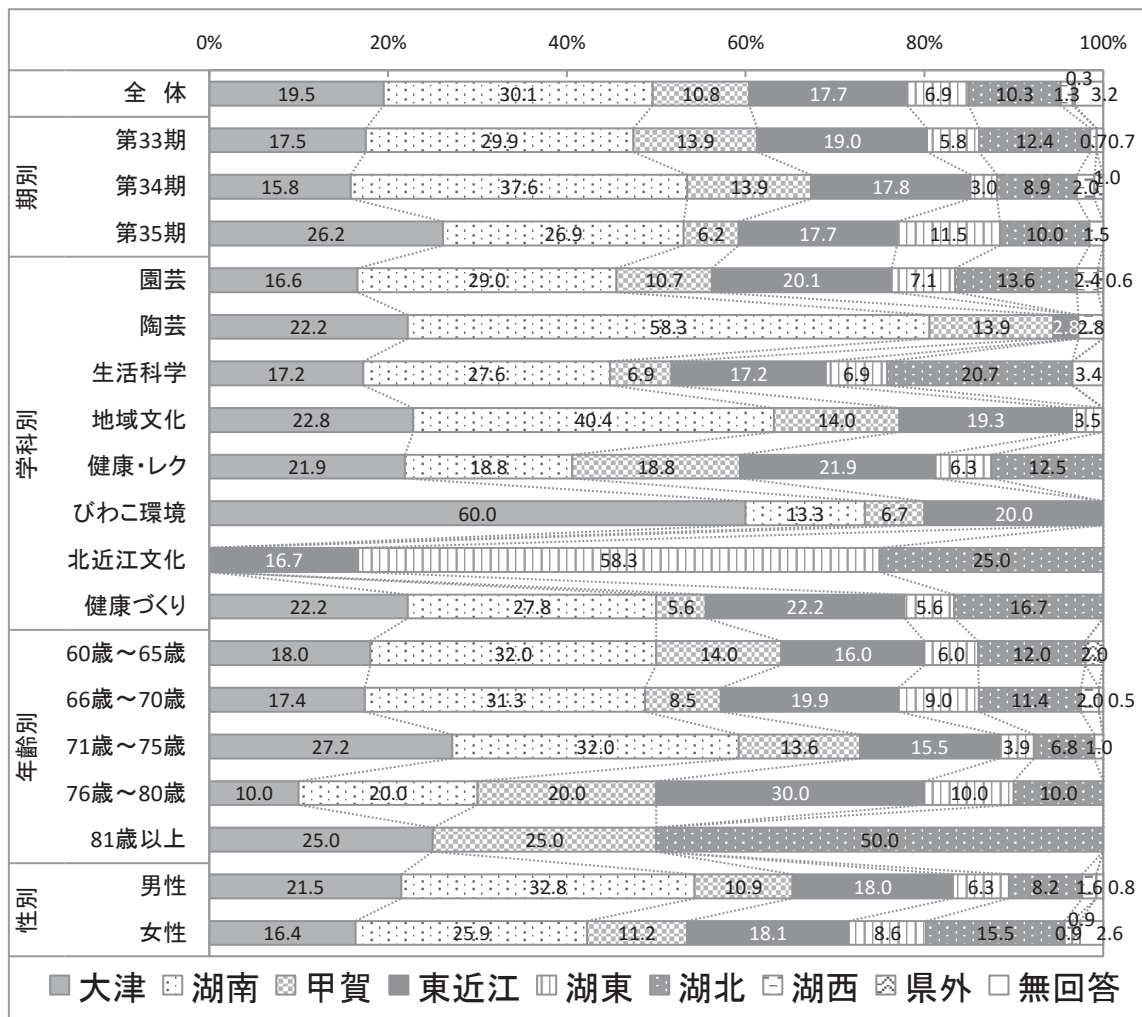 0% 20% 40% 60% 80% 100%
全 体 19.5 30.1 10.8 17.7 6.9 10.3 1.3 0.3 3.2
期別
第33期 17.5 29.9 13.9 19.0 5.8 12.4 0.7 0.7
第34期 15.8 37.6 13.9 17.8 3.0 8.9 2.0 1.0
第35期 26.2 26.9 6.2 17.7 11.5 10.0 1.5
学科別
園芸 16.6 29.0 10.7 20.1 7.1 13.6 2.4 0.6
陶芸 22.2 58.3 13.9 2.8 2.8
生活科学 17.2 27.6 6.9 17.2 6.9 20.7 3.4
地域文化 22.8 40.4 14.0 19.3 3.5
健康・レク 21.9 18.8 18.8 21.9 6.3 12.5
びわこ環境 60.0 13.3 6.7 20.0
北近江文化 16.7 58.3 25.0
健康づくり 22.2 27.8 5.6 22.2 5.6 16.7
年齢別
60歳～65歳 18.0 32.0 14.0 16.0 6.0 12.0 2.0
66歳～70歳 17.4 31.3 8.5 19.9 9.0 11.4 2.0 0.5
71歳～75歳 27.2 32.0 13.6 15.5 3.9 6.8 1.0
76歳～80歳 10.0 20.0 20.0 30.0 10.0 10.0
81歳以上 25.0 25.0 50.0
性別
男性 21.5 32.8 10.9 18.0 6.3 8.2 1.6 0.8
女性 16.4 25.9 11.2 18.1 8.6 15.5 0.9 0.9 2.6
大津 湖南 甲賀 東近江 湖東 湖北 湖西 県外 無回答